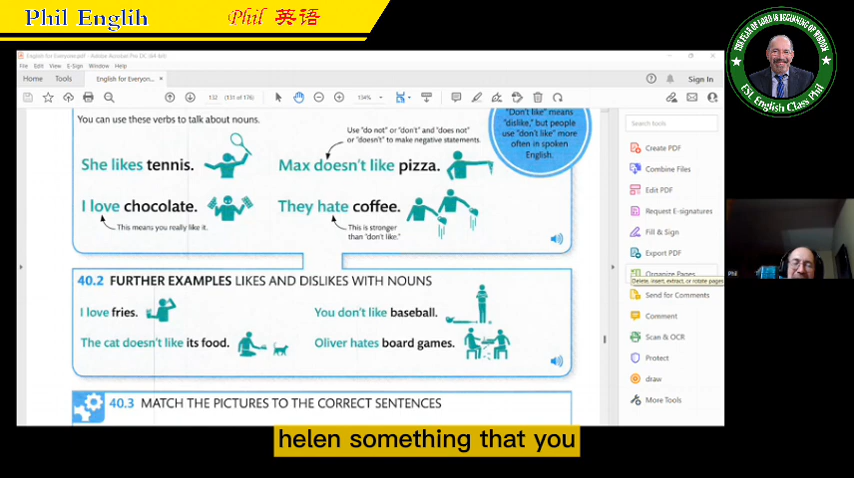 Phil Englih
Phil 英语
THE FEAR OF LORD IS BEGINNING OF WISDOM
ESL English Class Phil
English for Everyone.pdf - Adobe Acrobat Pro DC (64-bit)
File Edit View E-Sign Window Help
Home Tools English for Everyon... × Sign In
132 (131 of 176) 134%
You can use these verbs to talk about nouns.
Use "do not" or "don't" and "does not"
or "doesn't" to make negative statements.
"Don't like" means
"dislike," but people
use "don't like" more
often in spoken
English.
She likes tennis.
Max doesn't like pizza.
I love chocolate.
They hate coffee.
This means you really like it.
This is stronger
than "don't like."
40.2 FURTHER EXAMPLES LIKES AND DISLIKES WITH NOUNS
I love fries.
You don't like baseball.
The cat doesn't like its food.
Oliver hates board games.
40.3 MATCH THE PICTURES TO THE CORRECT SENTENCES
Search tools
Create PDF
Combine Files
Edit PDF
Request E-signatures
Fill & Sign
Export PDF
Organize Pages
Delete, insert, extract, or rotate pages
Send for Comments
Comment
Scan & OCR
Protect
draw
More Tools
Phil
helen something that you